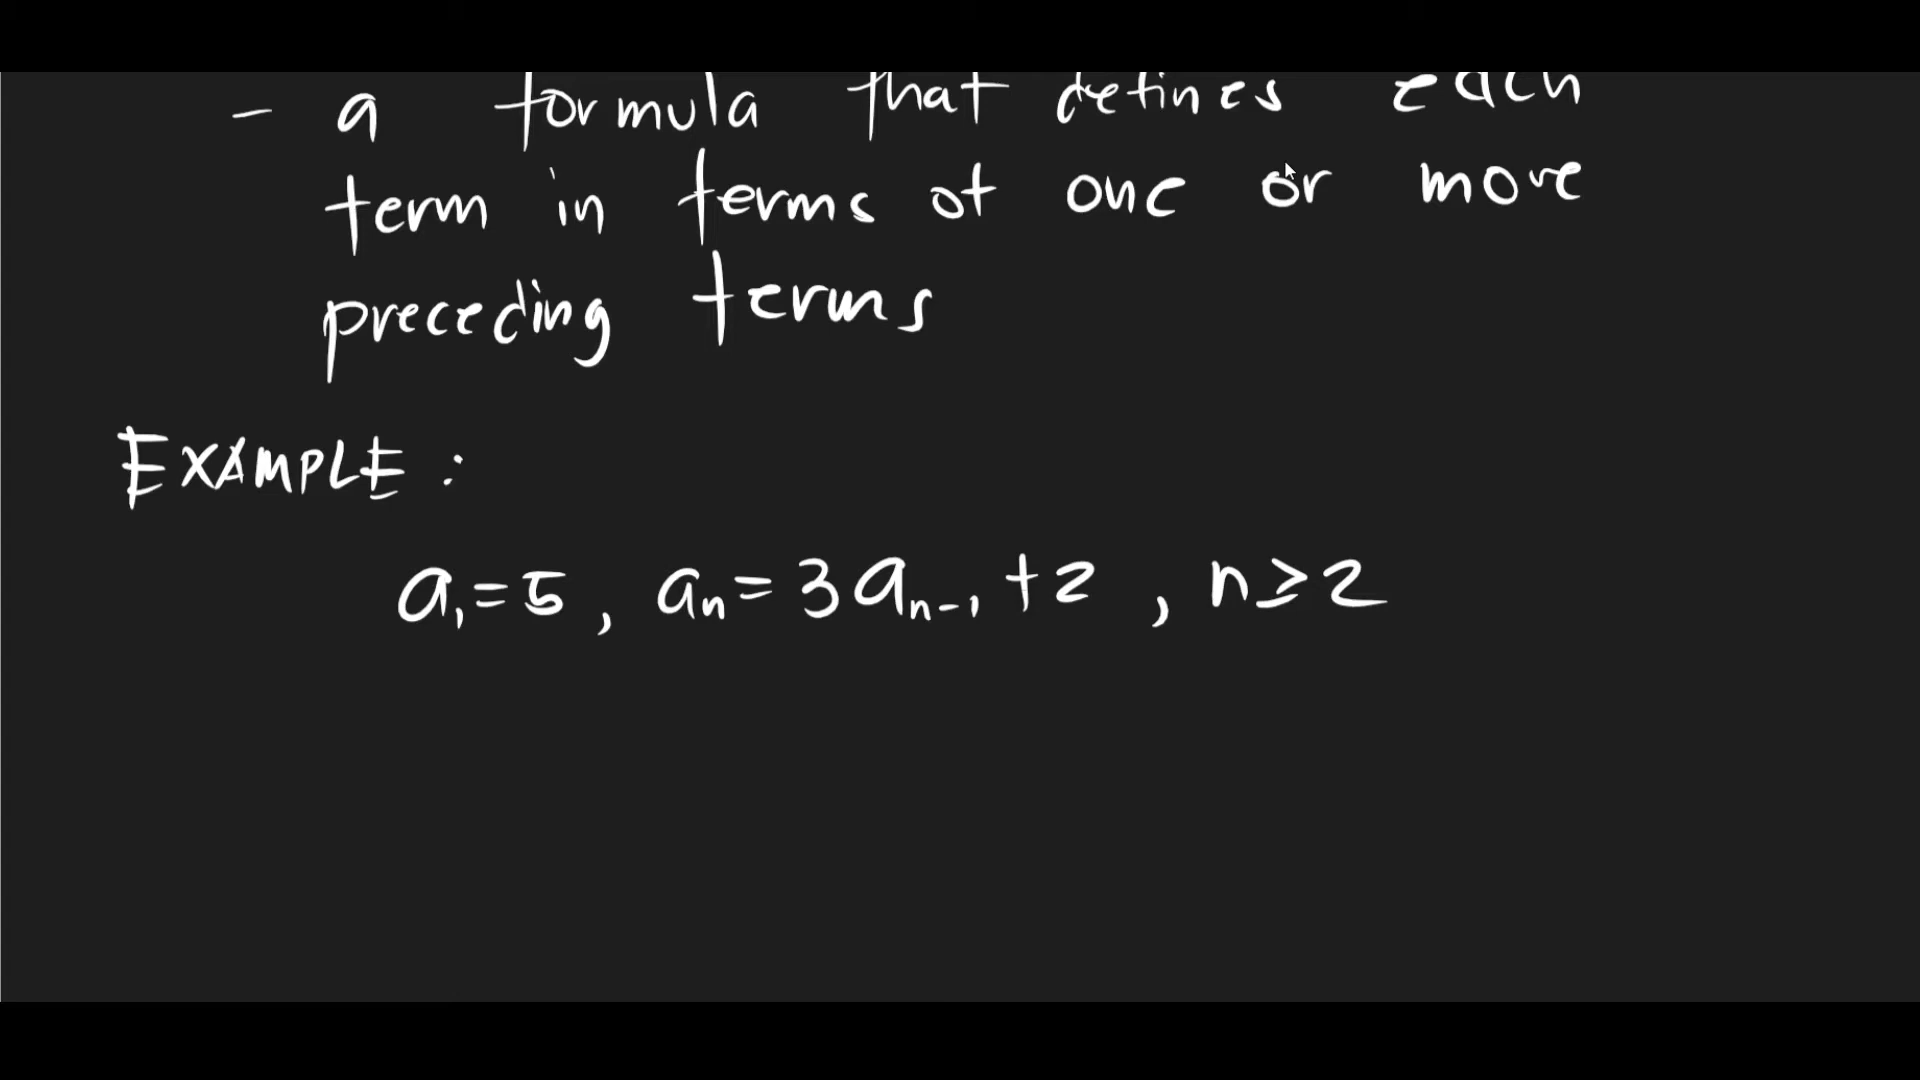 - a formula that defines each
term in terms of one or more
preceding terms
EXAMPLE :
a₁=5 , aₙ=3aₙ₋₁+2 , n≥2